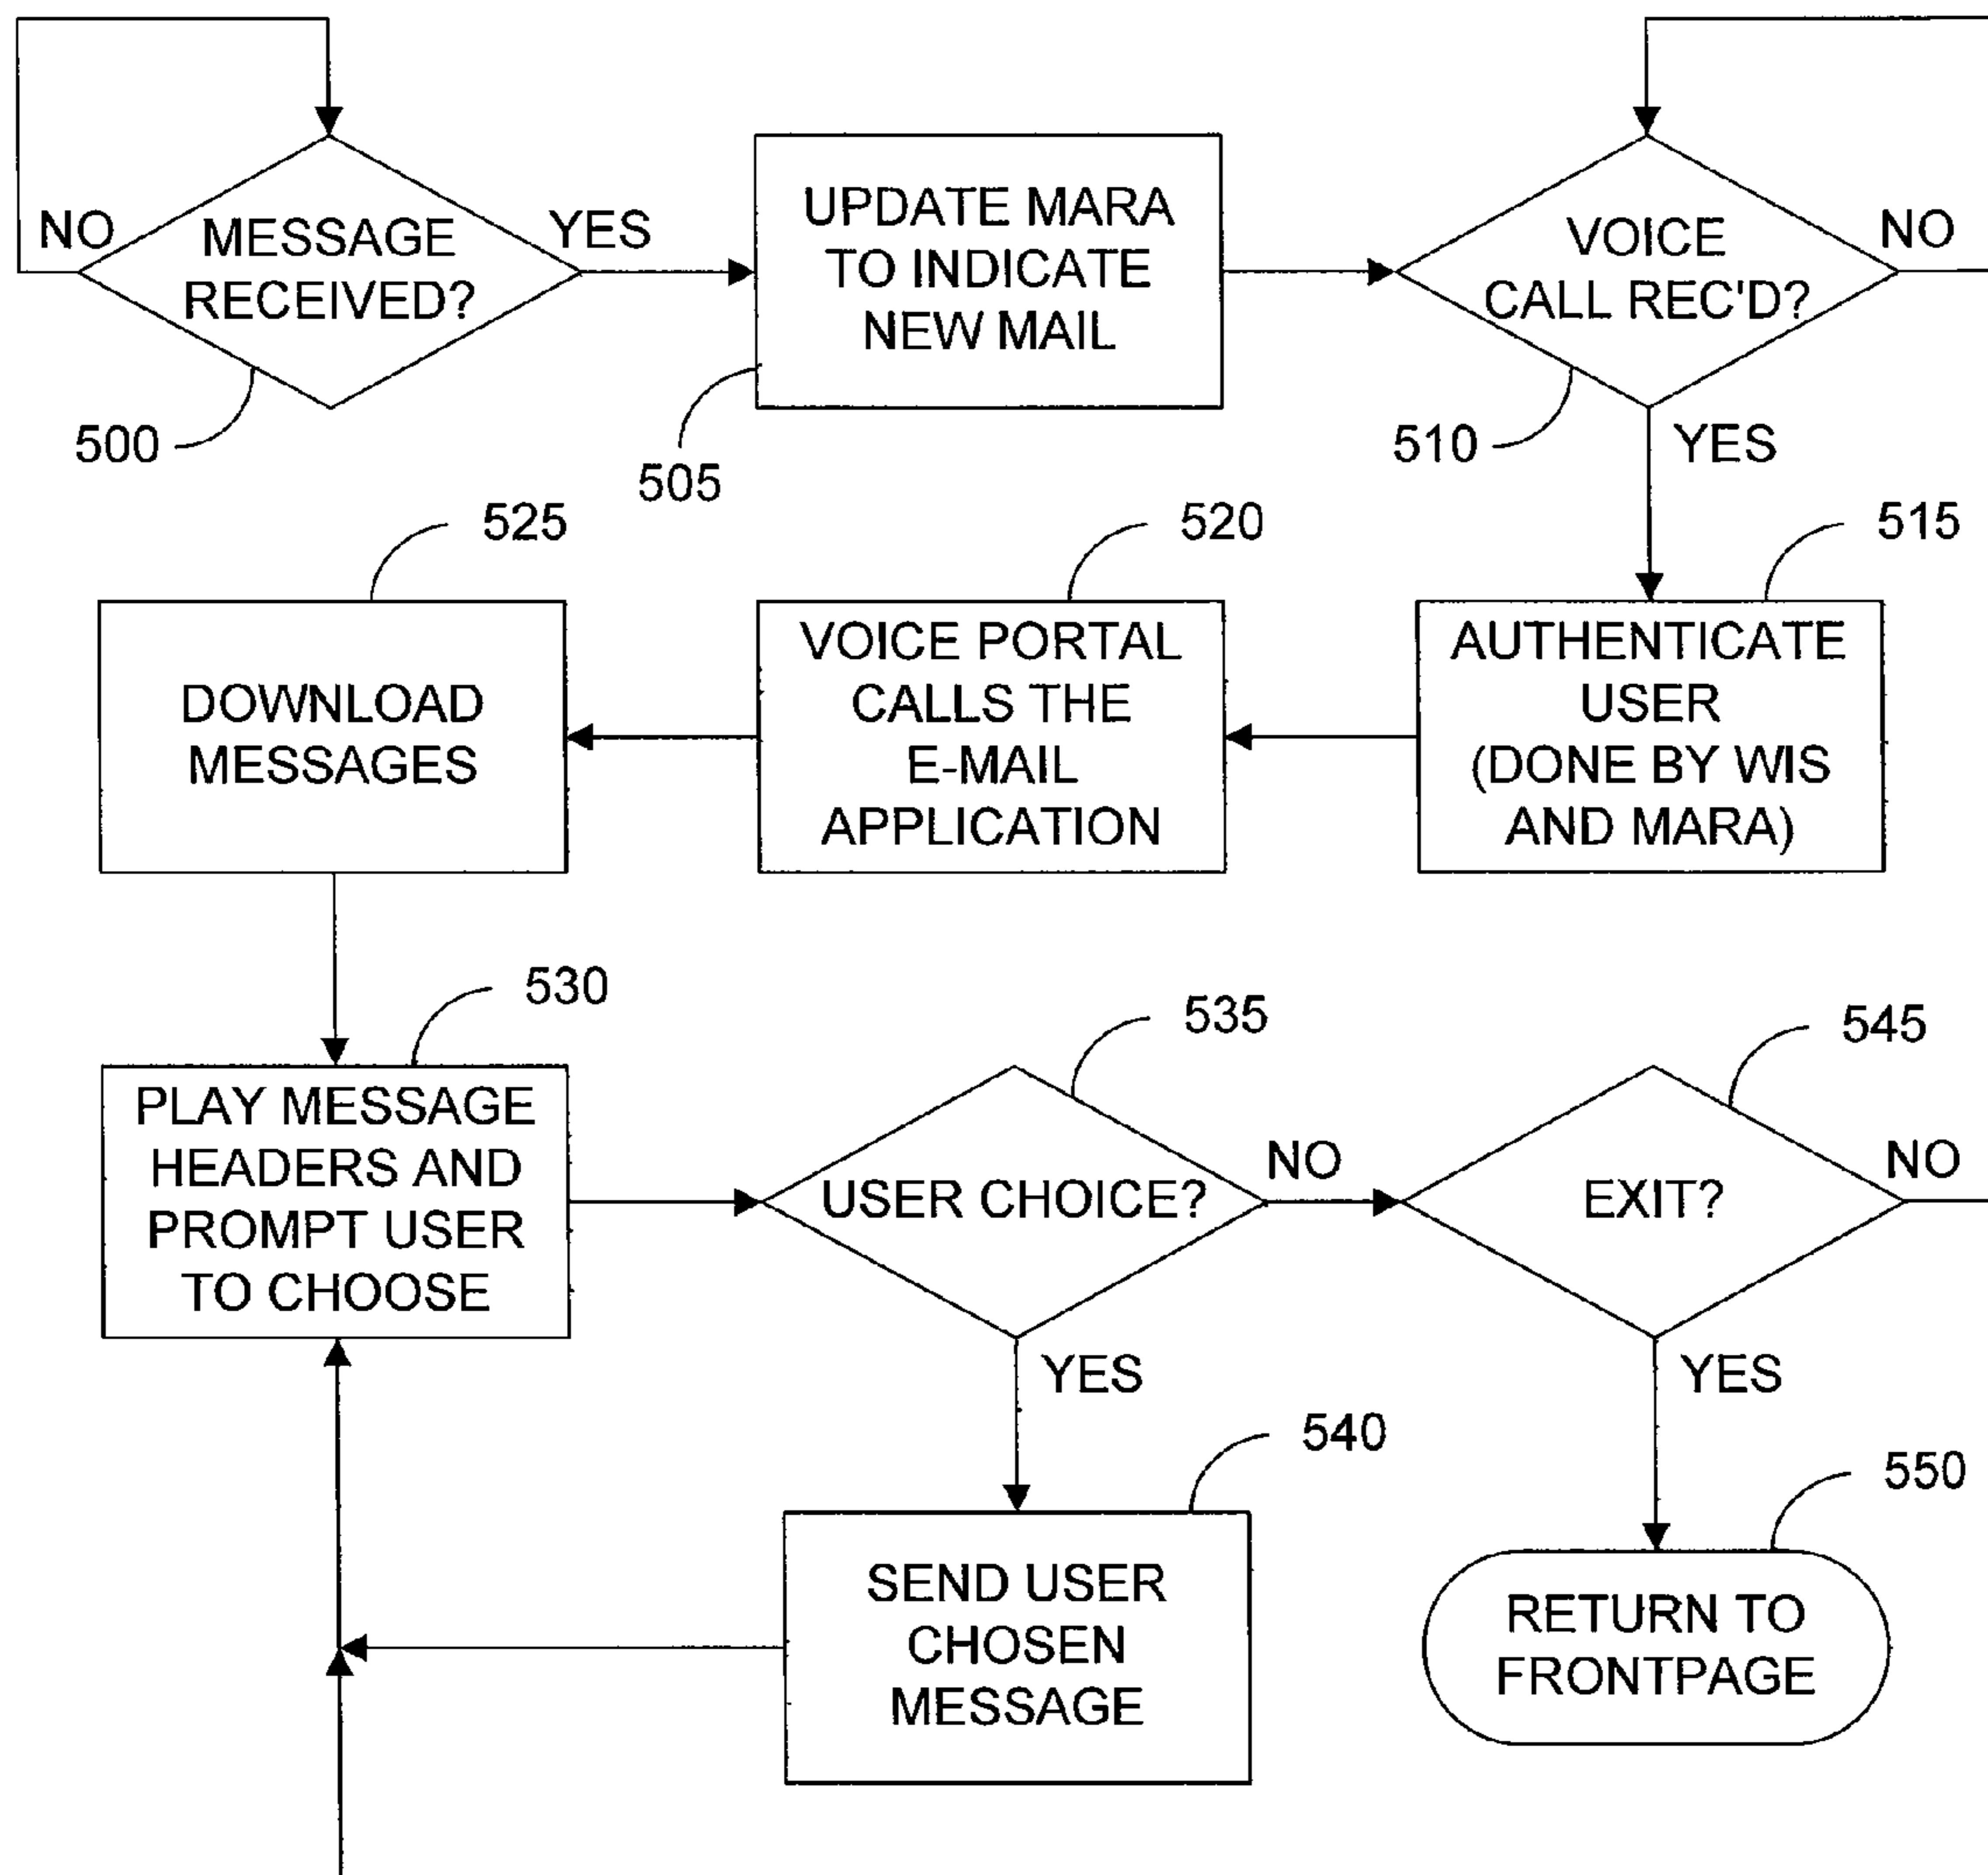 NO
MESSAGE
RECEIVED?
YES
500
UPDATE MARA
TO INDICATE
NEW MAIL
505
VOICE
CALL REC'D?
NO
510
YES
515
AUTHENTICATE
USER
(DONE BY WIS
AND MARA)
520
VOICE PORTAL
CALLS THE
E-MAIL
APPLICATION
525
DOWNLOAD
MESSAGES
530
PLAY MESSAGE
HEADERS AND
PROMPT USER
TO CHOOSE
535
USER CHOICE?
NO
YES
545
EXIT?
NO
YES
540
SEND USER
CHOSEN
MESSAGE
550
RETURN TO
FRONTPAGE